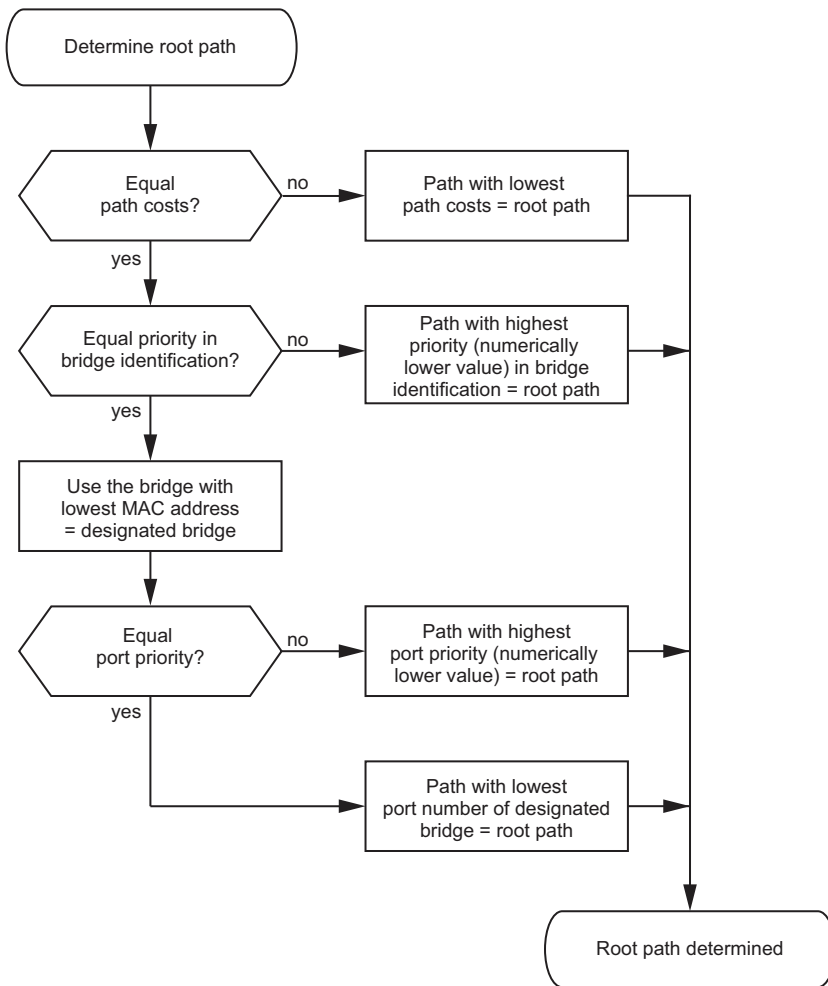 Determine root path
Equal
path costs?
no
Path with lowest
path costs = root path
yes
Equal priority in
bridge identification?
no
Path with highest
priority (numerically
lower value) in bridge
identification = root path
yes
Use the bridge with
lowest MAC address
= designated bridge
Equal
port priority?
no
Path with highest
port priority (numerically
lower value) = root path
yes
Path with lowest
port number of designated
bridge = root path
Root path determined